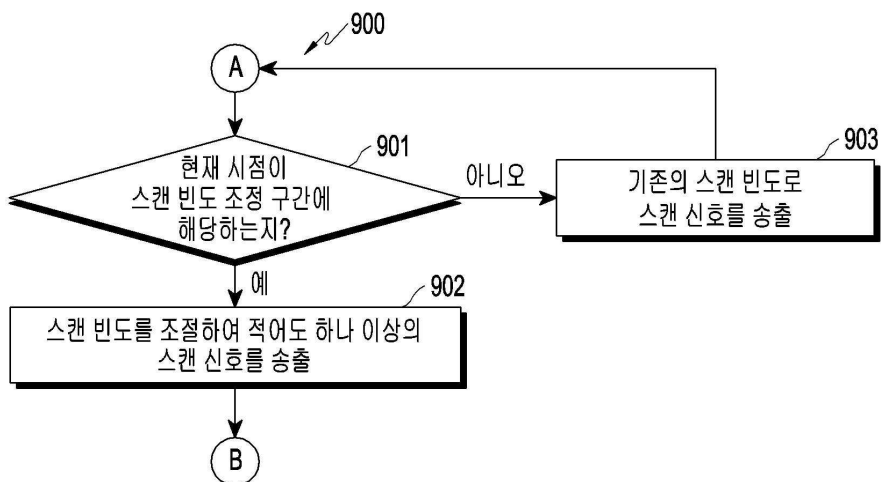 900
A
901
현재 시점이
스캔 빈도 조정 구간에
해당하는지?
아니오
903
기존의 스캔 빈도로
스캔 신호를 송출
예
902
스캔 빈도를 조절하여 적어도 하나 이상의
스캔 신호를 송출
B